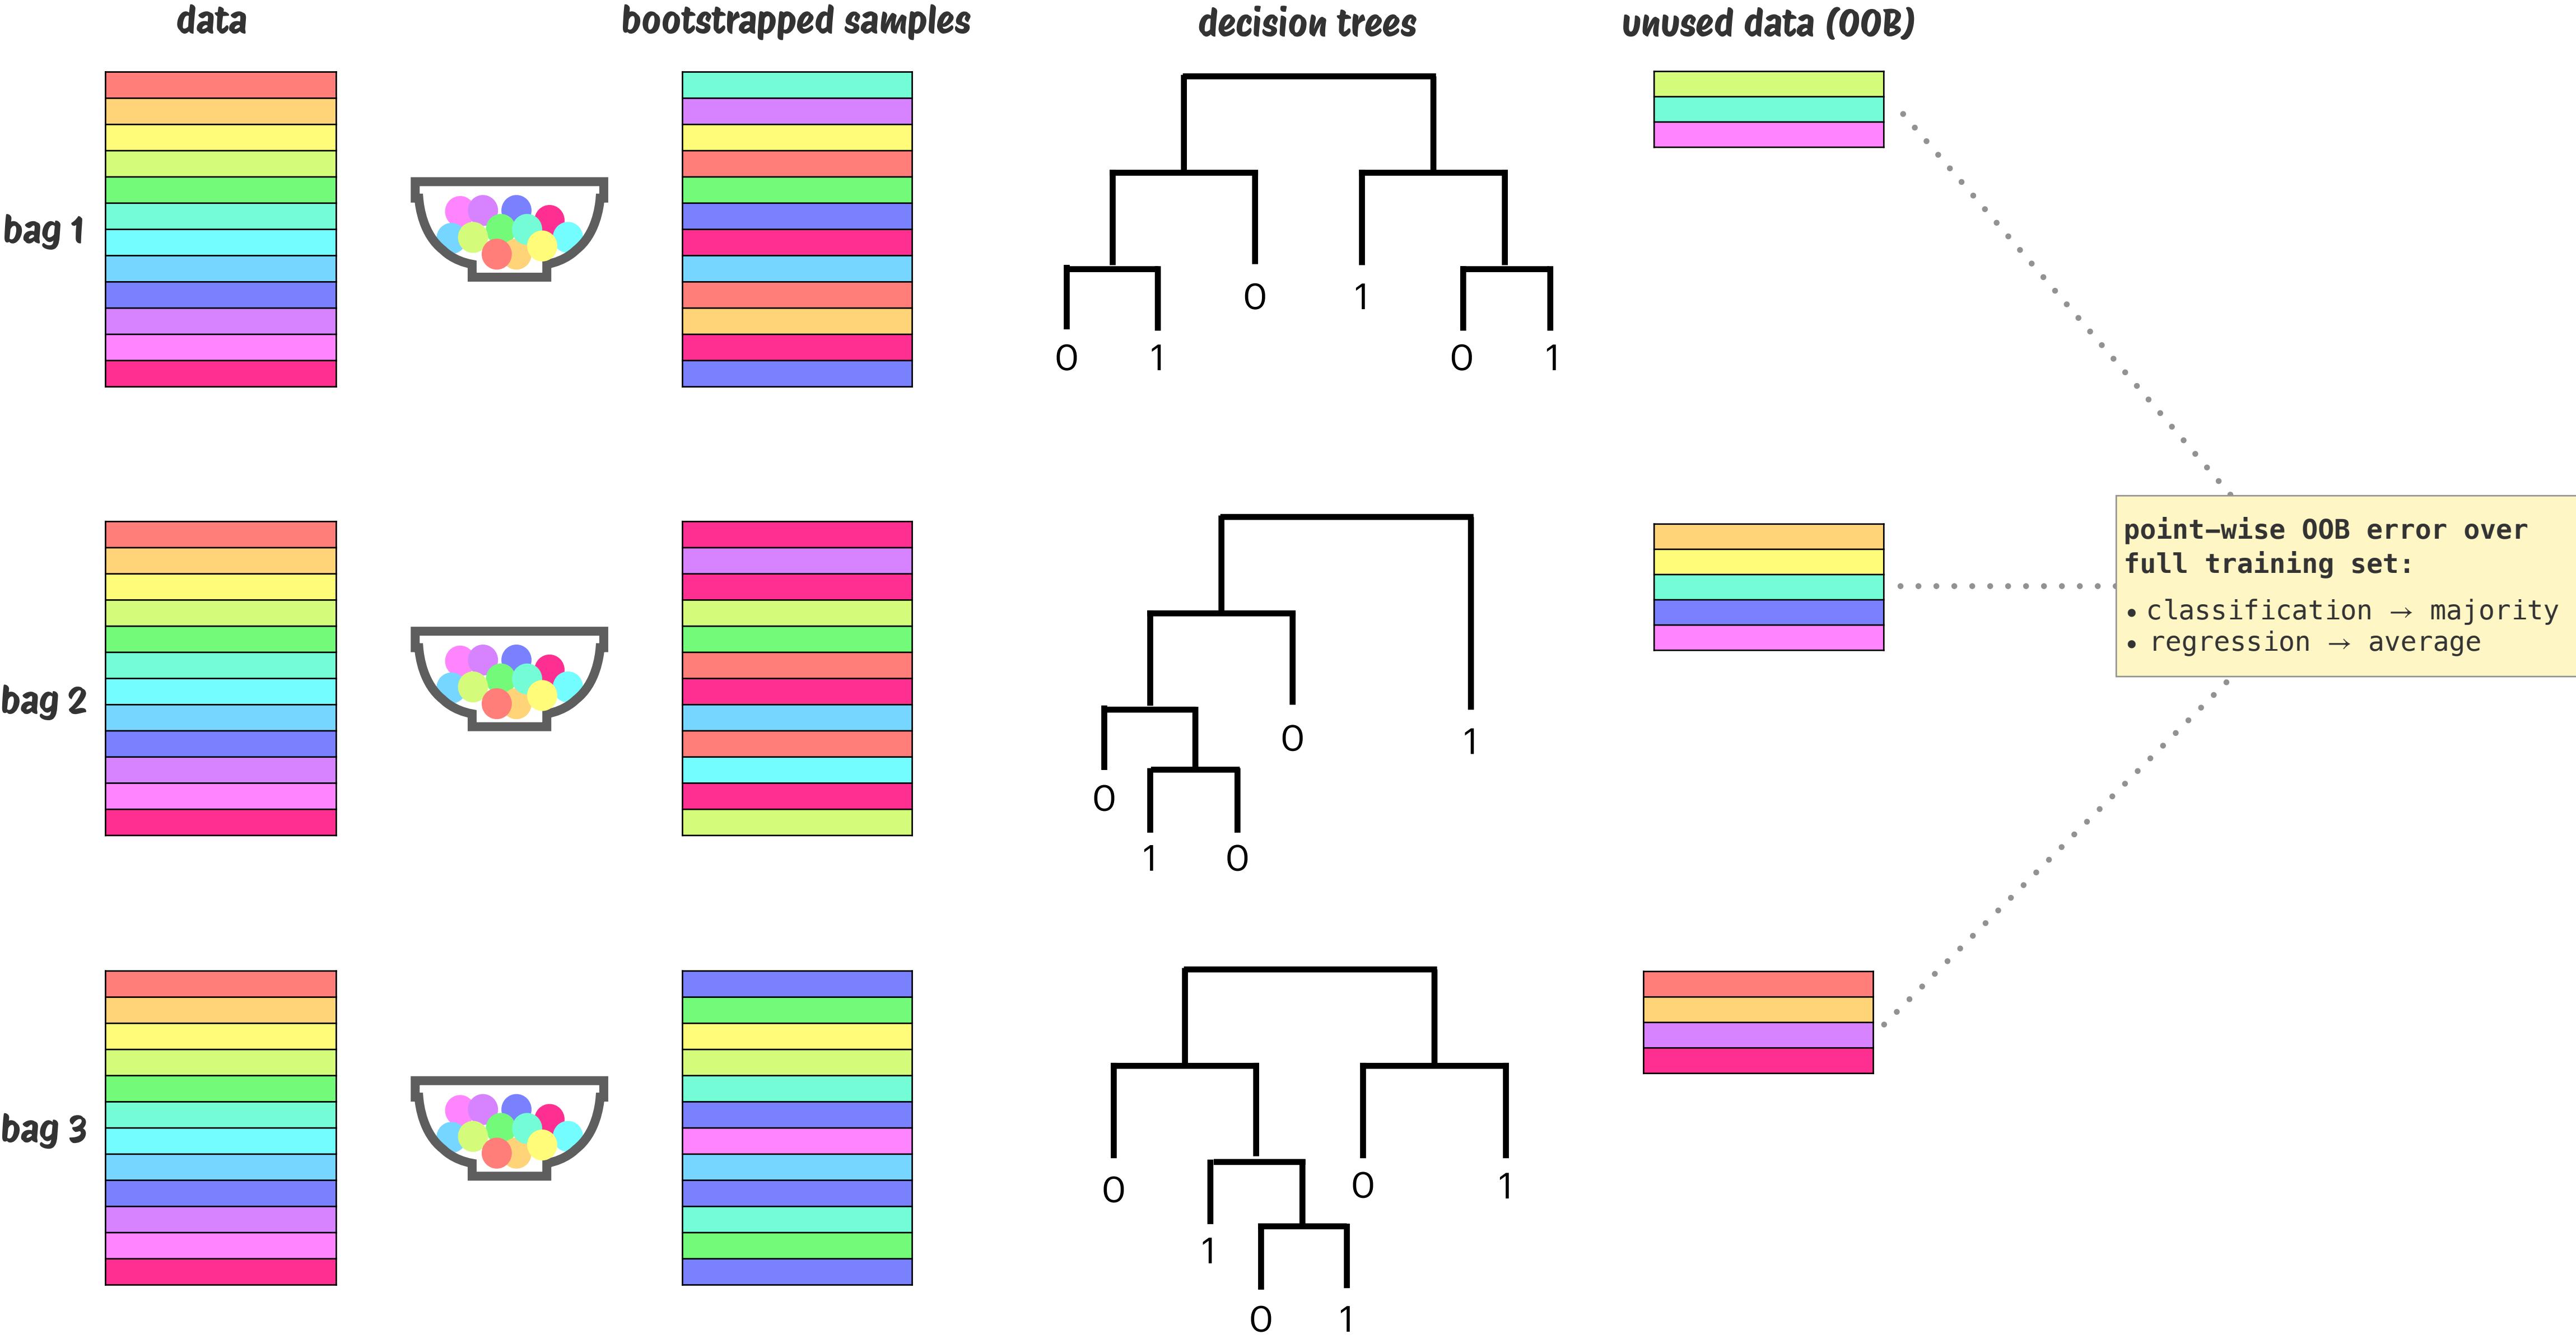 data
bootstrapped samples
decision trees
unused data (OOB)
bag 1
0
1
0
1
0
1
bag 2
0
1
0
1
0
point-wise OOB error over
full training set:
• classification → majority
• regression → average
bag 3
0
0
1
1
0
1